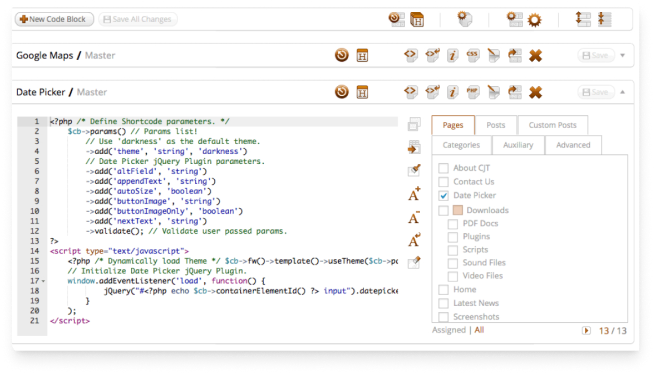 New Code Block Save All Changes
Google Maps / Master Save
Date Picker / Master Save
1 <?php /* Define Shortcode parameters. */
2 $cb->params() // Params list!
3 // Use 'darkness' as the default theme.
4 ->add('theme', 'string', 'darkness')
5 // Date Picker jQuery Plugin parameters.
6 ->add('altField', 'string')
7 ->add('appendText', 'string')
8 ->add('autoSize', 'boolean')
9 ->add('buttonImage', 'string')
10 ->add('buttonImageOnly', 'boolean')
11 ->add('nextText', 'string')
12 ->validate(); // Validate user passed params.
13 ?>
14 <script type="text/javascript">
15 <?php /* Dynamically load Theme */ $cb->fw()->template()->useTheme($cb->pa
16 // Initialize Date Picker jQuery Plugin.
17 window.addEventListener('load', function() {
18 jQuery("#<?php echo $cb->containerElementId() ?> input").datepicke
19 }
20 );
21 </script>
Pages Posts Custom Posts
Categories Auxiliary Advanced
About CJT
Contact Us
Date Picker
Downloads
PDF Docs
Plugins
Scripts
Sound Files
Video Files
Home
Latest News
Screenshots
Assigned | All 13 / 13